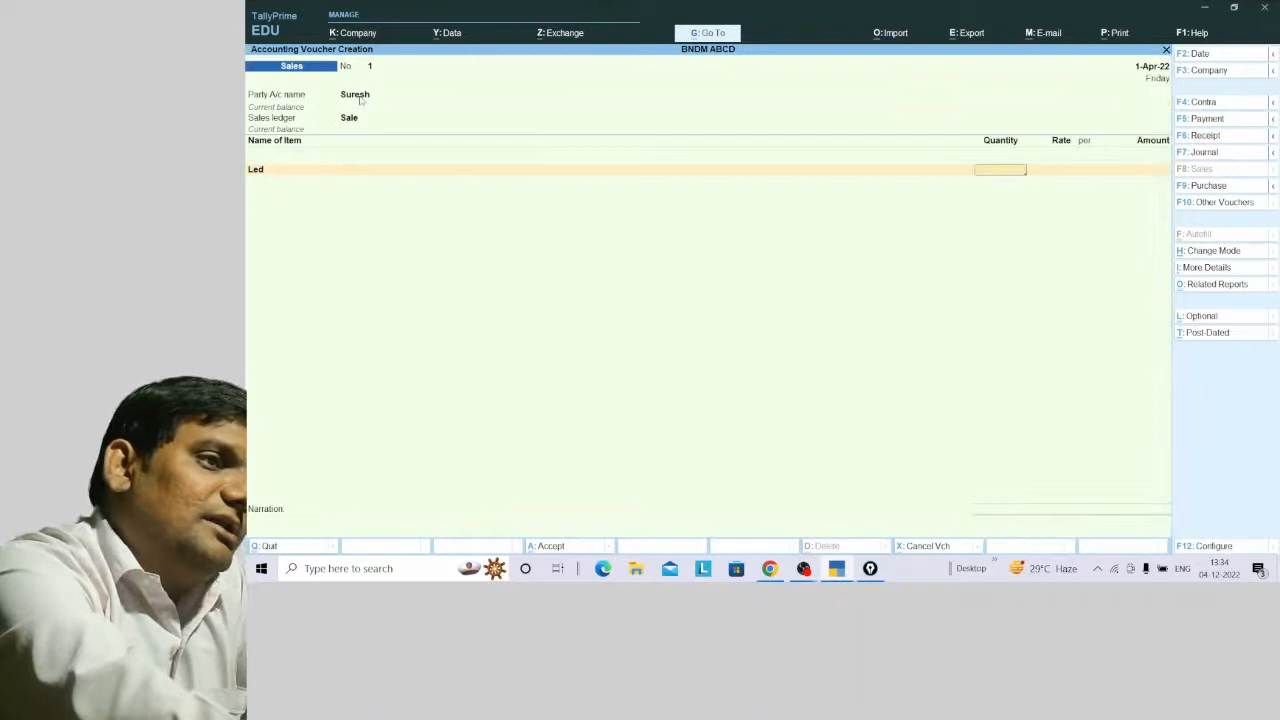 TallyPrime
EDU
MANAGE
K: Company
Y: Data
Z: Exchange
G: Go To
O: Import
E: Export
M: E-mail
P: Print
F1: Help
Accounting Voucher Creation
BNDM ABCD
Sales
No. 1
1-Apr-22
Friday
Party A/c name Suresh
Current balance
Sales ledger Sale
Current balance
Name of Item
Quantity
Rate per
Amount
Led
Narration:
F2: Date
F3: Company
F4: Contra
F5: Payment
F6: Receipt
F7: Journal
F8: Sales
F9: Purchase
F10: Other Vouchers
F: Autofill
H: Change Mode
I: More Details
O: Related Reports
L: Optional
T: Post-Dated
Q: Quit
A: Accept
D: Delete
X: Cancel Vch
F12: Configure
Type here to search
Desktop
29°C Haze
ENG
13:34
04-12-2022